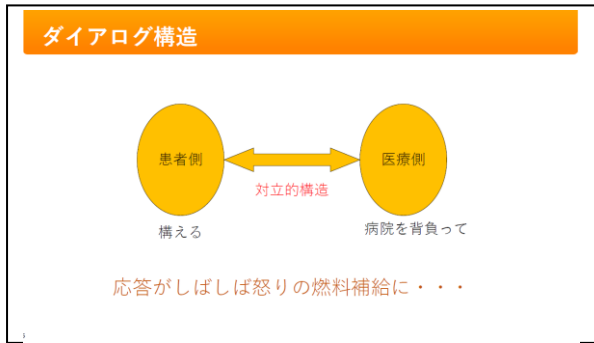 ダイアログ構造
患者側
医療側
対立的構造
構える
病院を背負って
応答がしばしば怒りの燃料補給に・・・